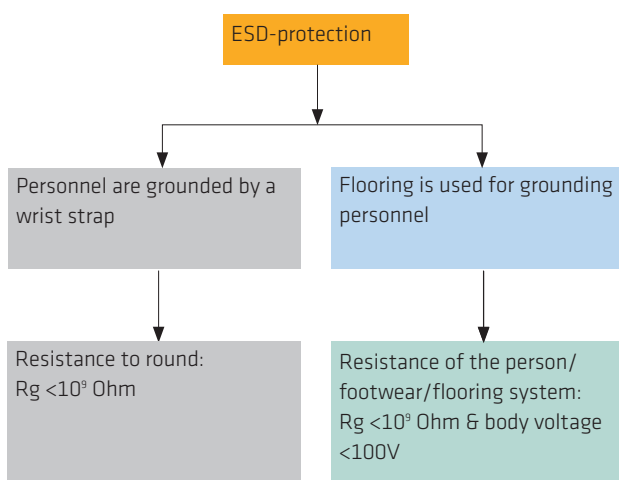 ESD-protection
Personnel are grounded by a
wrist strap
Flooring is used for grounding
personnel
Resistance to round:
Rg <10⁹ Ohm
Resistance of the person/
footwear/flooring system:
Rg <10⁹ Ohm & body voltage
<100V